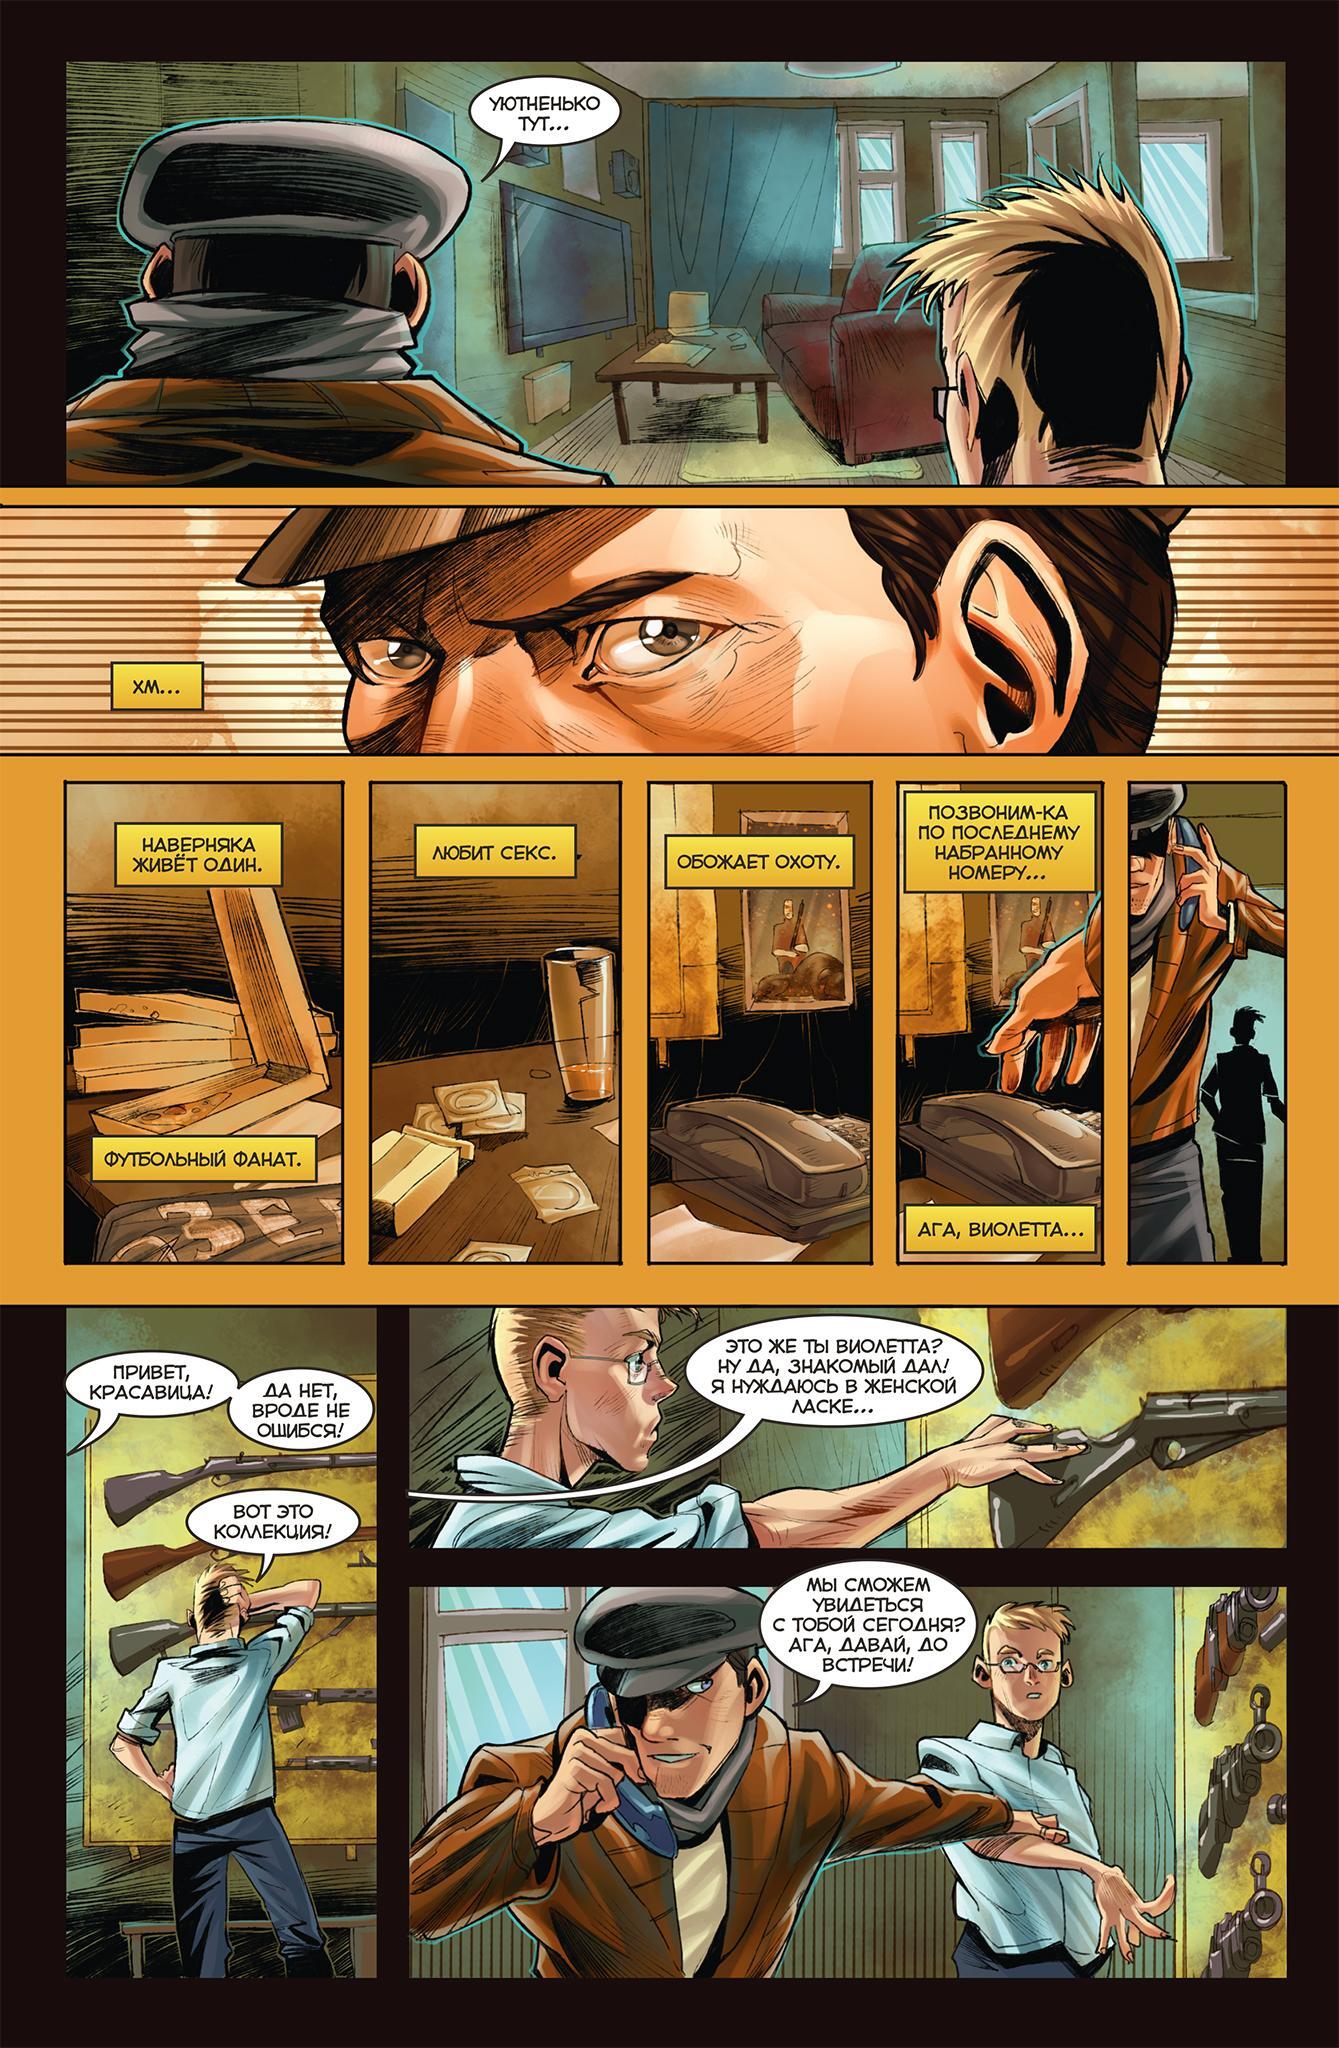 УЮТНЕНЬКО
ТУТ...
ХМ...
НАВЕРНЯКА
ЖИВЁТ ОДИН.
ФУТБОЛЬНЫЙ ФАНАТ.
ЛЮБИТ СЕКС.
ОБОЖАЕТ ОХОТУ.
ПОЗВОНИМ-КА
ПО ПОСЛЕДНЕМУ
НАБРАННОМУ
НОМЕРУ...
АГА, ВИОЛЕТТА...
ПРИВЕТ,
КРАСАВИЦА!
ДА НЕТ,
ВРОДЕ НЕ
ОШИБСЯ!
ВОТ ЭТО
КОЛЛЕКЦИЯ!
ЭТО ЖЕ ТЫ ВИОЛЕТТА?
НУ ДА, ЗНАКОМЫЙ ДАЛ!
Я НУЖДАЮСЬ В ЖЕНСКОЙ
ЛАСКЕ...
МЫ СМОЖЕМ
УВИДЕТЬСЯ
С ТОБОЙ СЕГОДНЯ?
АГА, ДАВАЙ, ДО
ВСТРЕЧИ!